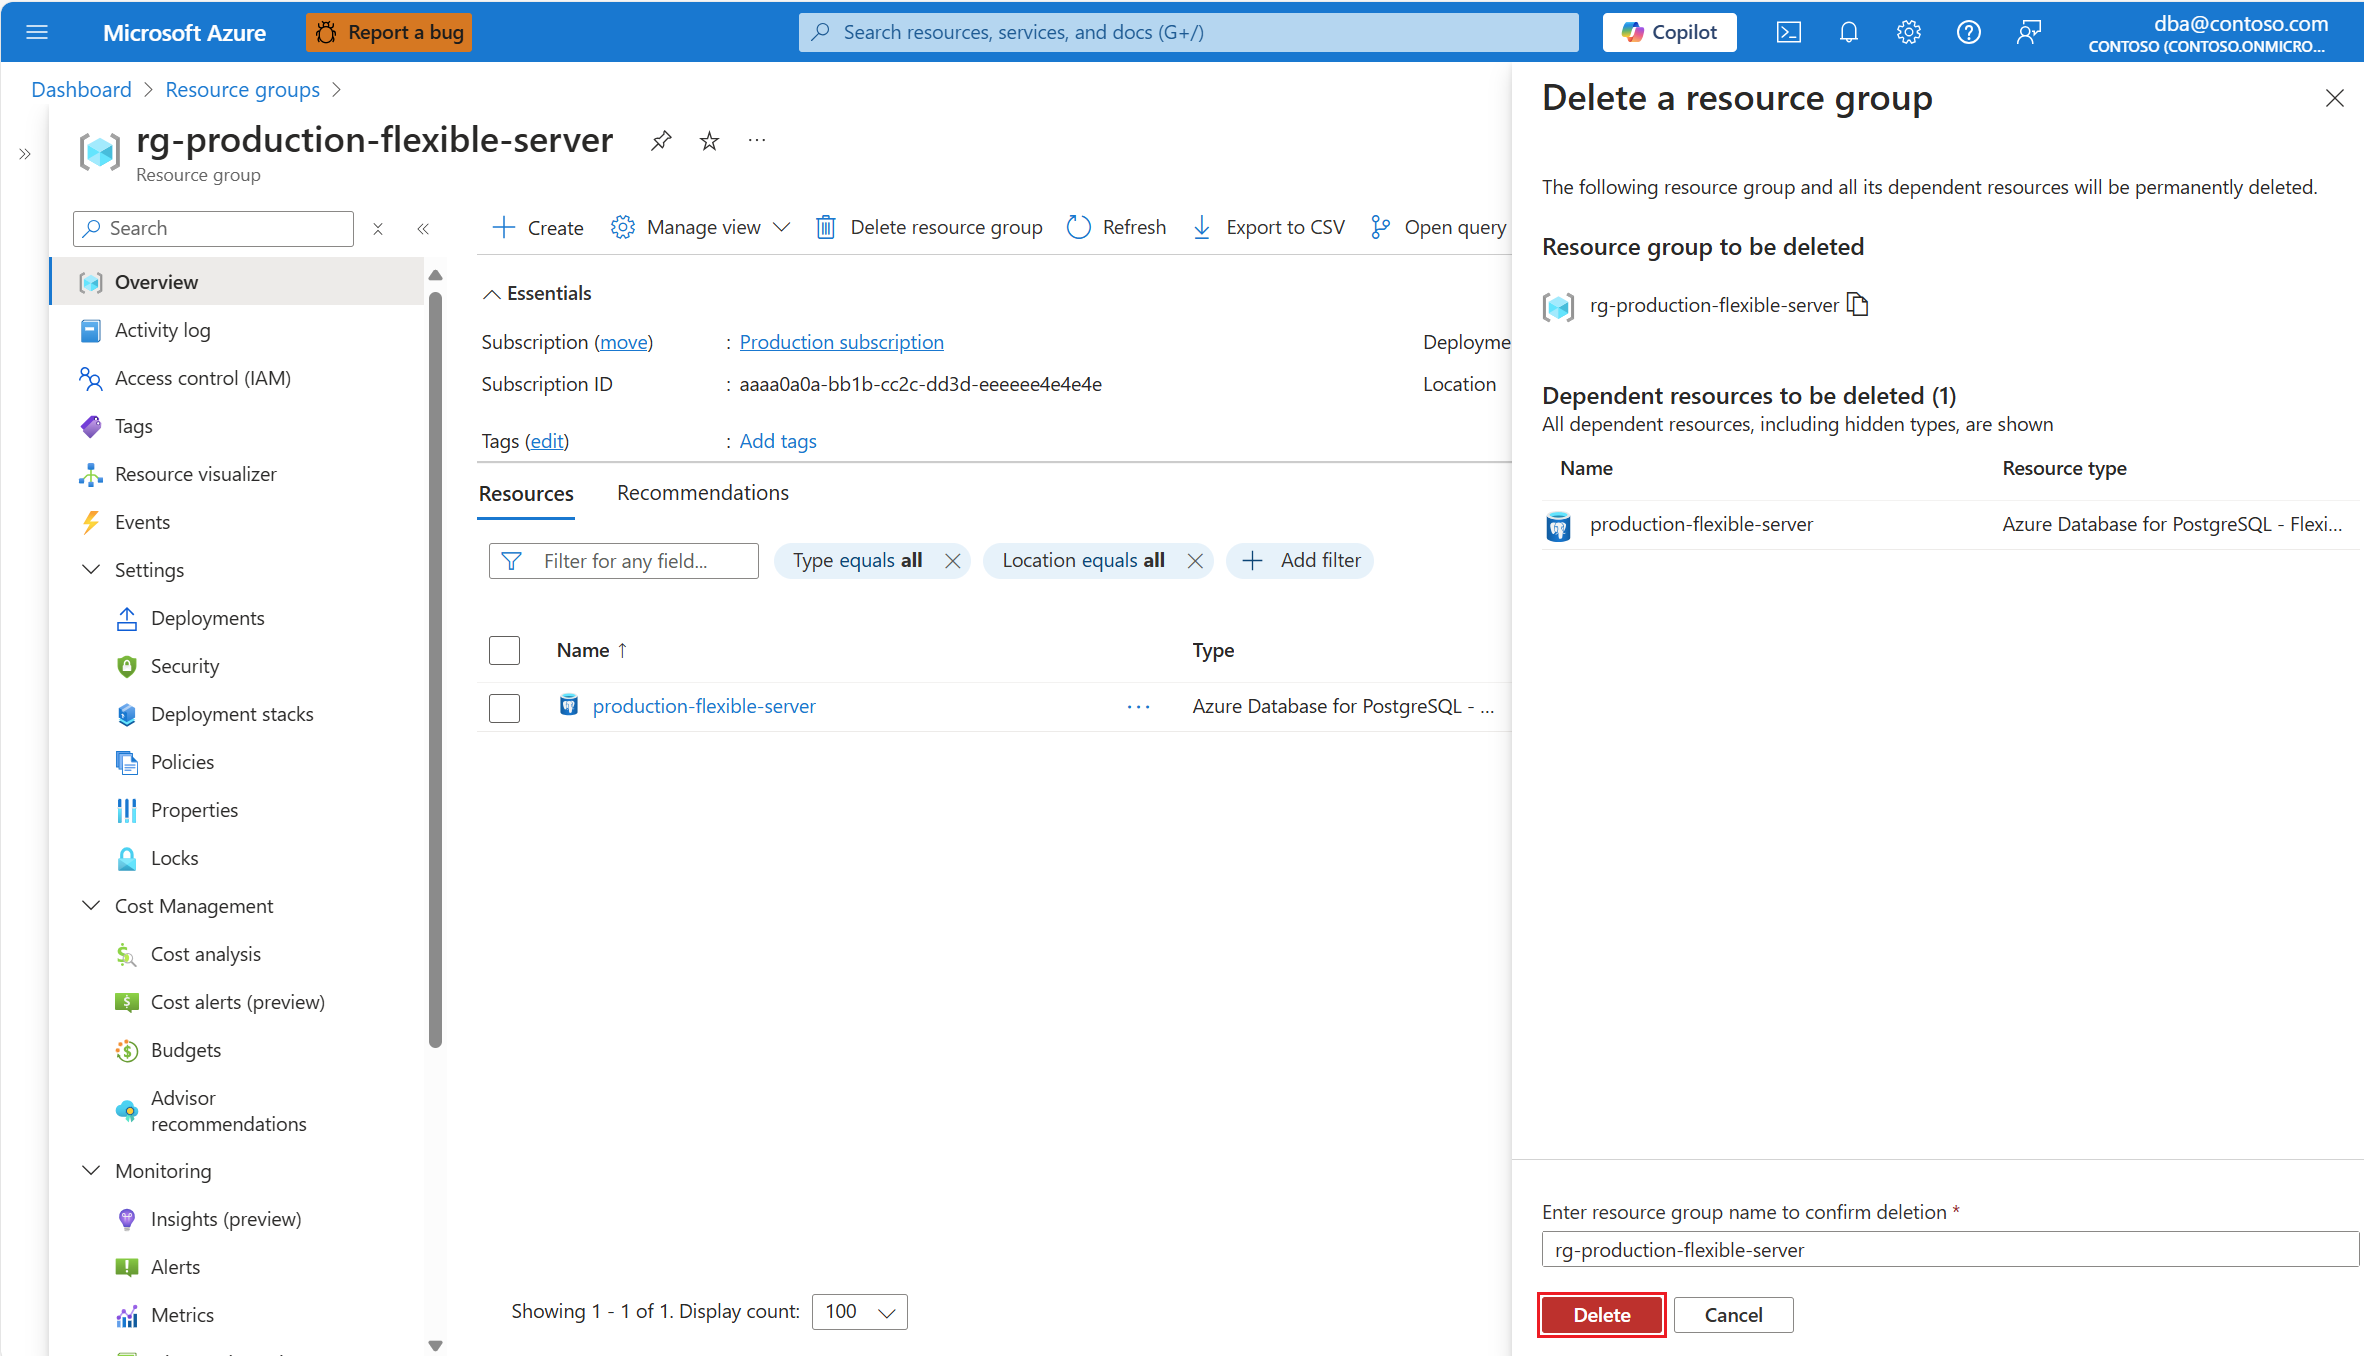 Microsoft Azure
Report a bug
Search resources, services, and docs (G+/)
Copilot
dba@contoso.com
CONTOSO (CONTOSO.ONMICRO...
Dashboard
Resource groups
rg-production-flexible-server
Resource group
Search
Overview
Activity log
Access control (IAM)
Tags
Resource visualizer
Events
Settings
Deployments
Security
Deployment stacks
Policies
Properties
Locks
Cost Management
Cost analysis
Cost alerts (preview)
Budgets
Advisor
recommendations
Monitoring
Insights (preview)
Alerts
Metrics
Create
Manage view
Delete resource group
Refresh
Export to CSV
Open query
Essentials
Subscription (move) : Production subscription
Deployme
Subscription ID : aaaa0a0a-bb1b-cc2c-dd3d-eeeeee4e4e4e
Location
Tags (edit) : Add tags
Resources
Recommendations
Filter for any field...
Type equals all
Location equals all
Add filter
Name ↑
Type
production-flexible-server
Azure Database for PostgreSQL - ...
Showing 1 - 1 of 1. Display count: 100
Delete a resource group
The following resource group and all its dependent resources will be permanently deleted.
Resource group to be deleted
rg-production-flexible-server
Dependent resources to be deleted (1)
All dependent resources, including hidden types, are shown
Name
Resource type
production-flexible-server
Azure Database for PostgreSQL - Flexi...
Enter resource group name to confirm deletion *
rg-production-flexible-server
Delete
Cancel